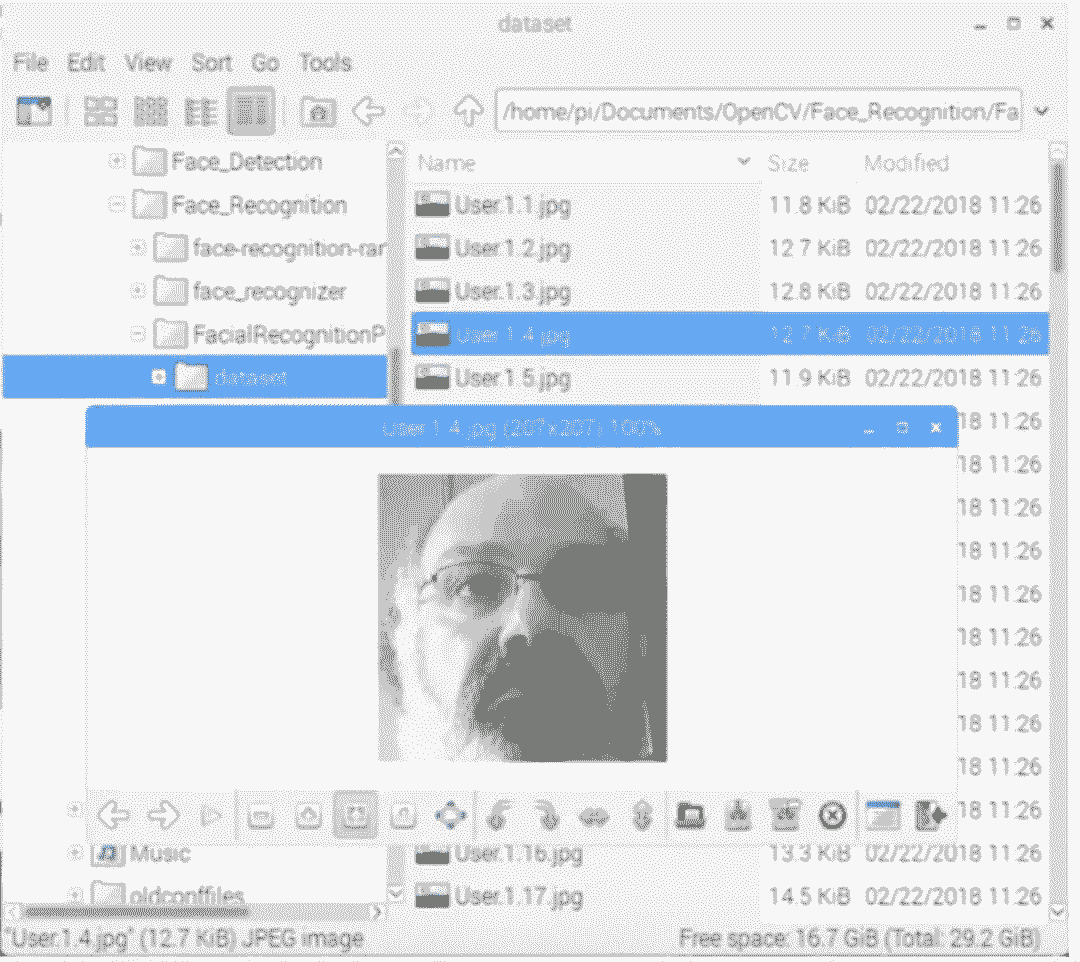 dataset
File Edit View Sort Go Tools
/home/pi/Documents/OpenCV/Face_Recognition/Fa
Face_Detection
Face_Recognition
face-recognition-rar
face_recognizer
FacialRecognitionP
dataset
Name Size Modified
User.1.1.jpg 11.8 KiB 02/22/2018 11:26
User.1.2.jpg 12.7 KiB 02/22/2018 11:26
User.1.3.jpg 12.8 KiB 02/22/2018 11:26
User.1.4.jpg 12.7 KiB 02/22/2018 11:26
User.1.5.jpg 11.9 KiB 02/22/2018 11:26
18 11:26
User.1.4.jpg (287x287) 100%
18 11:26
18 11:26
18 11:26
18 11:26
18 11:26
18 11:26
18 11:26
18 11:26
18 11:26
Music
oldconffiles
User.1.16.jpg 13.3 KiB 02/22/2018 11:26
User.1.17.jpg 14.5 KiB 02/22/2018 11:26
"User.1.4.jpg" (12.7 KiB) JPEG image
Free space: 16.7 GiB (Total: 29.2 GiB)